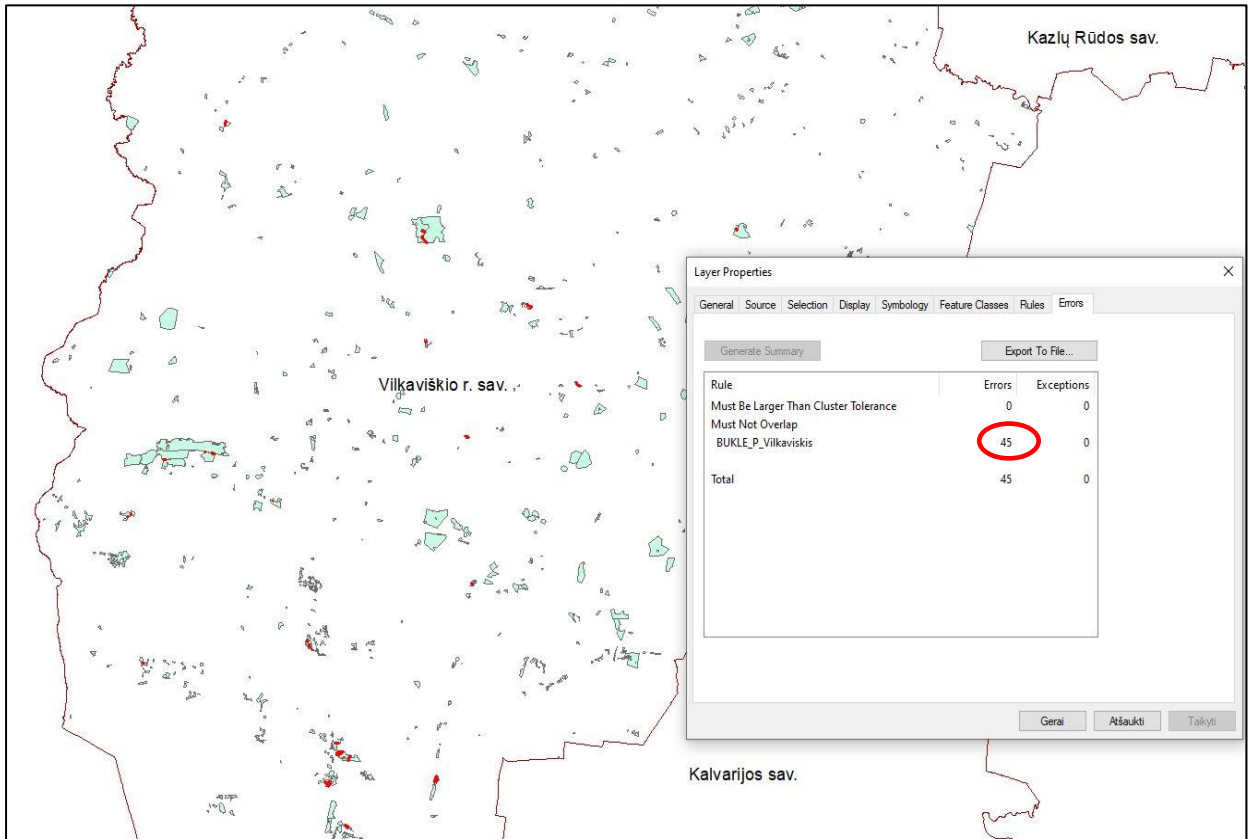 Kazlų Rūdos sav.
Layer Properties
General Source Selection Display Symbology Feature Classes Rules Errors
Generate Summary Export To File...
Vilkaviškio r. sav.
Rule Errors Exceptions
Must Be Larger Than Cluster Tolerance 0 0
Must Not Overlap
BUKLE_P_Vilkaviskis 45 0
Total 45 0
Gerai Atšaukti Taikyti
Kalvarijos sav.